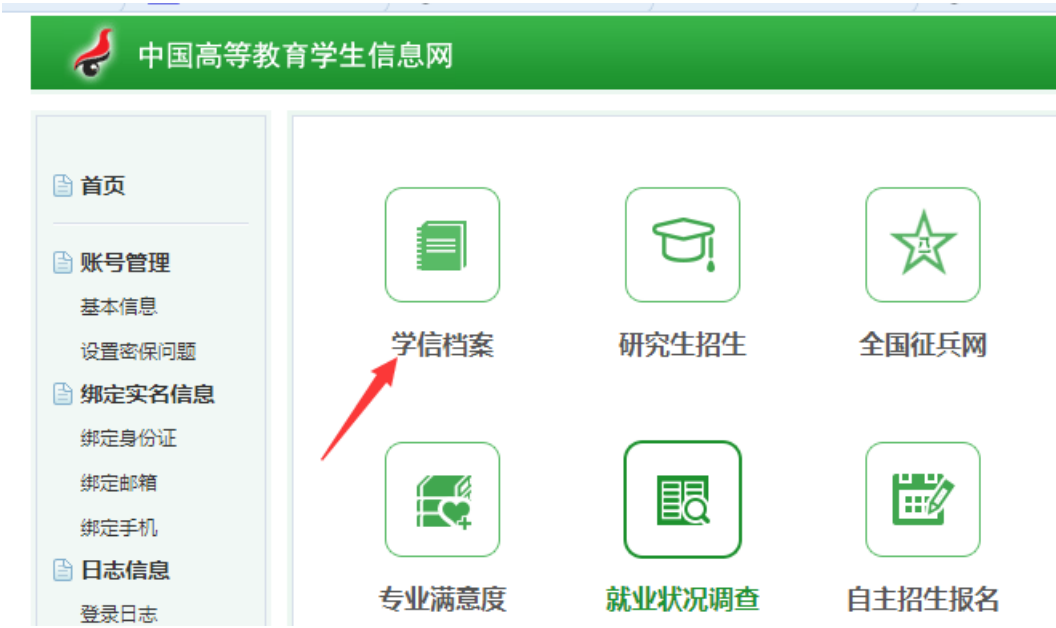 中国高等教育学生信息网
首页
账号管理
基本信息
设置密保问题
绑定实名信息
绑定身份证
绑定邮箱
绑定手机
日志信息
登录日志
学信档案
研究生招生
八一
全国征兵网
专业满意度
就业状况调查
自主招生报名